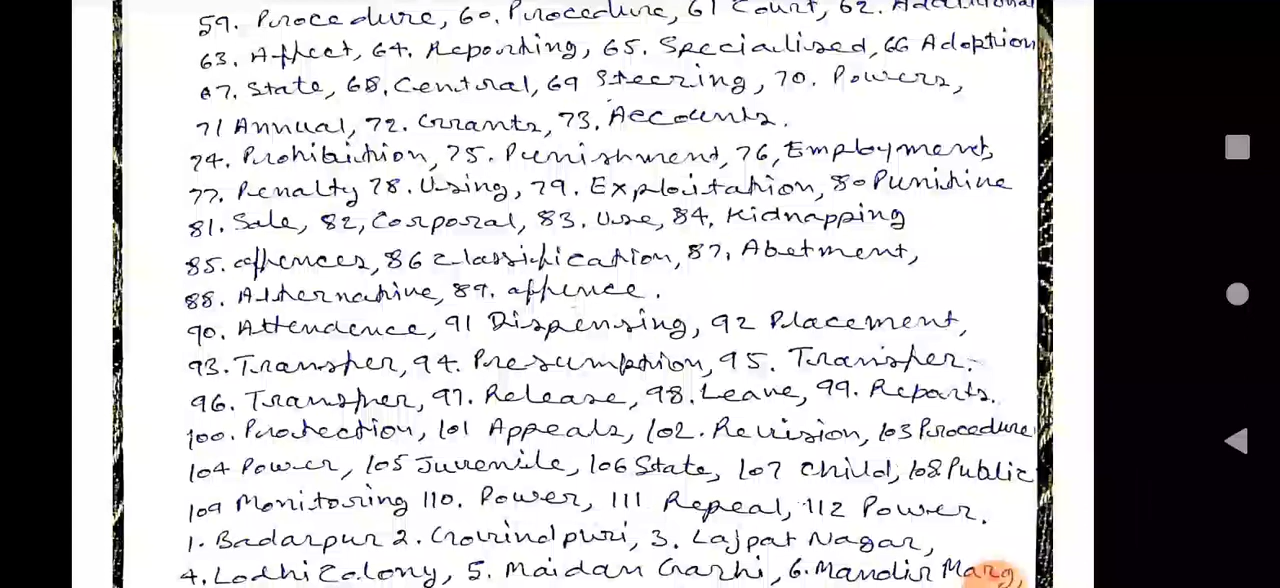 59. Procedure, 60. Procedure, 61 Court, 62. Additional
63. Affect, 64. Reporting, 65. Specialised, 66 Adoption
67. State, 68. Central, 69 Steering, 70. Powers,
71 Annual, 72. Grants, 73. Accounts.
74. Prohibiction, 75. Punishment, 76, Employment,
77. Penalty 78. Using, 79. Exploitation, 80 Punitine
81. Sale, 82, Corporal, 83. Use, 84, Kidnapping
85. offences, 86 classification, 87, Abetment,
88. Alternative, 89. offence.
90. Attendence, 91 Dispensing, 92 Placement,
93. Transfer, 94. Presumption, 95. Transfer.
96. Transfer, 97. Release, 98. Leave, 99. Reports.
100. Protection, 101 Appeals, 102. Revision, 103 Procedure
104 Power, 105 Juvenile, 106 State, 107 child, 108 Public
109 Monitoring 110. Power, 111 Repeal, 112 Power.
1. Badarpur 2. Govindpuri, 3. Lajpat Nagar,
4. Lodhi Colony, 5. Maidan Garhi, 6. Mandir Marg,